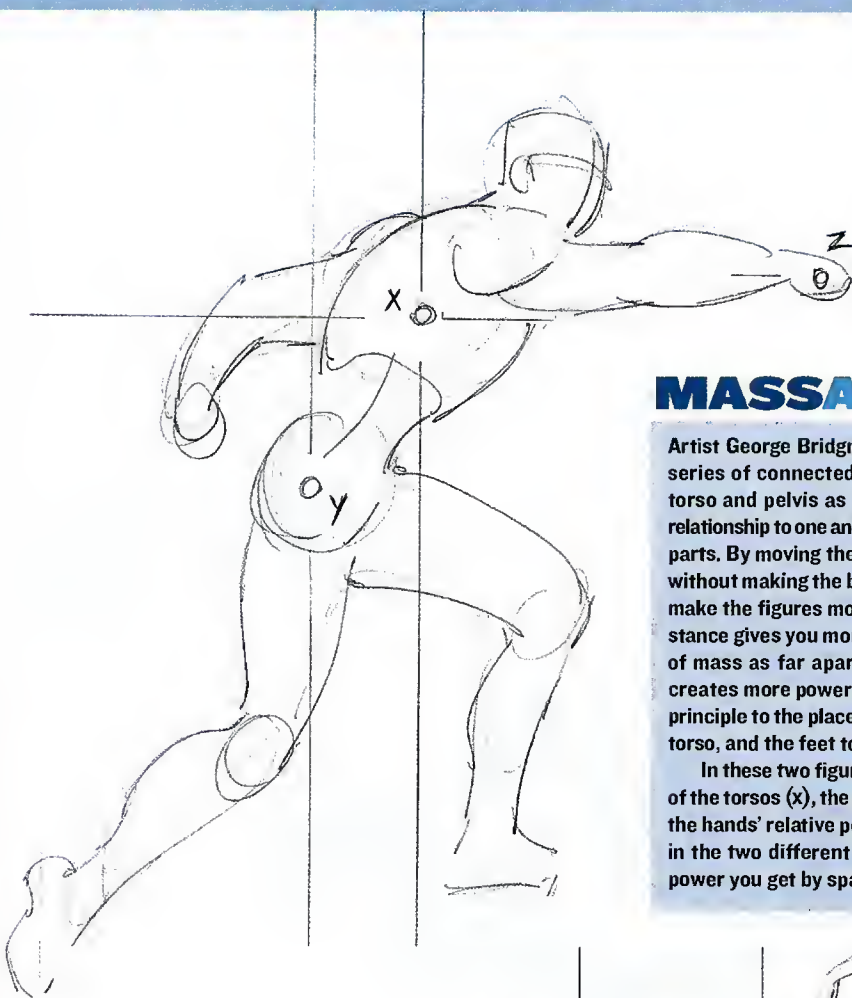 z
x
y
MASSA
Artist George Bridgr
series of connected
torso and pelvis as
relationship to one an
parts. By moving the
without making the b
make the figures mo
stance gives you mo
of mass as far apar
creates more power
principle to the place
torso, and the feet to
In these two figur
of the torsos (x), the
the hands' relative p
in the two different
power you get by spa